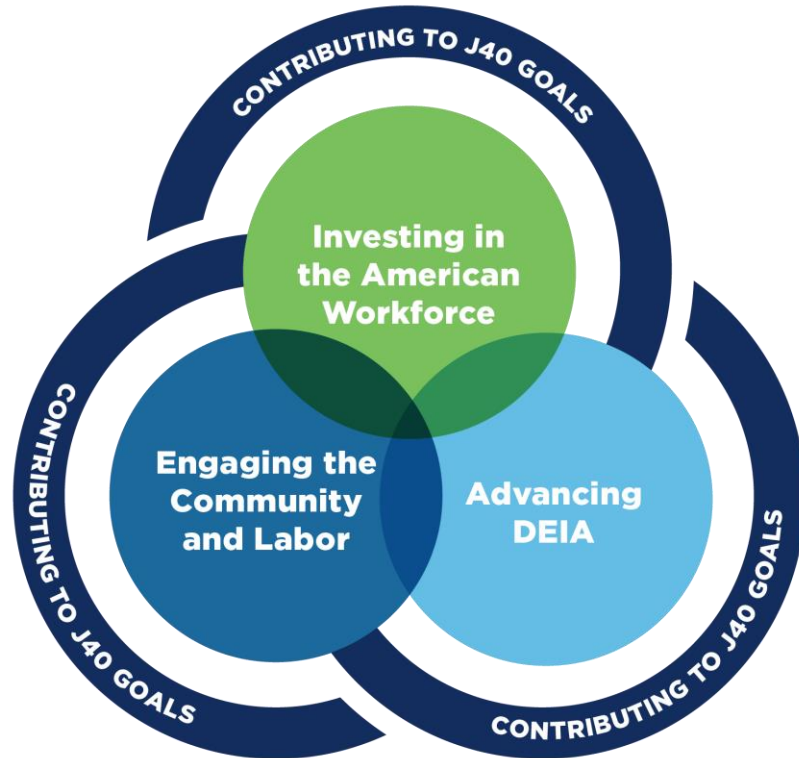 CONTRIBUTING TO J40 GOALS
Investing in
the American
Workforce
CONTRIBUTING TO J40 GOALS
Engaging the
Community
and Labor
Advancing
DEIA
CONTRIBUTING TO J40 GOALS